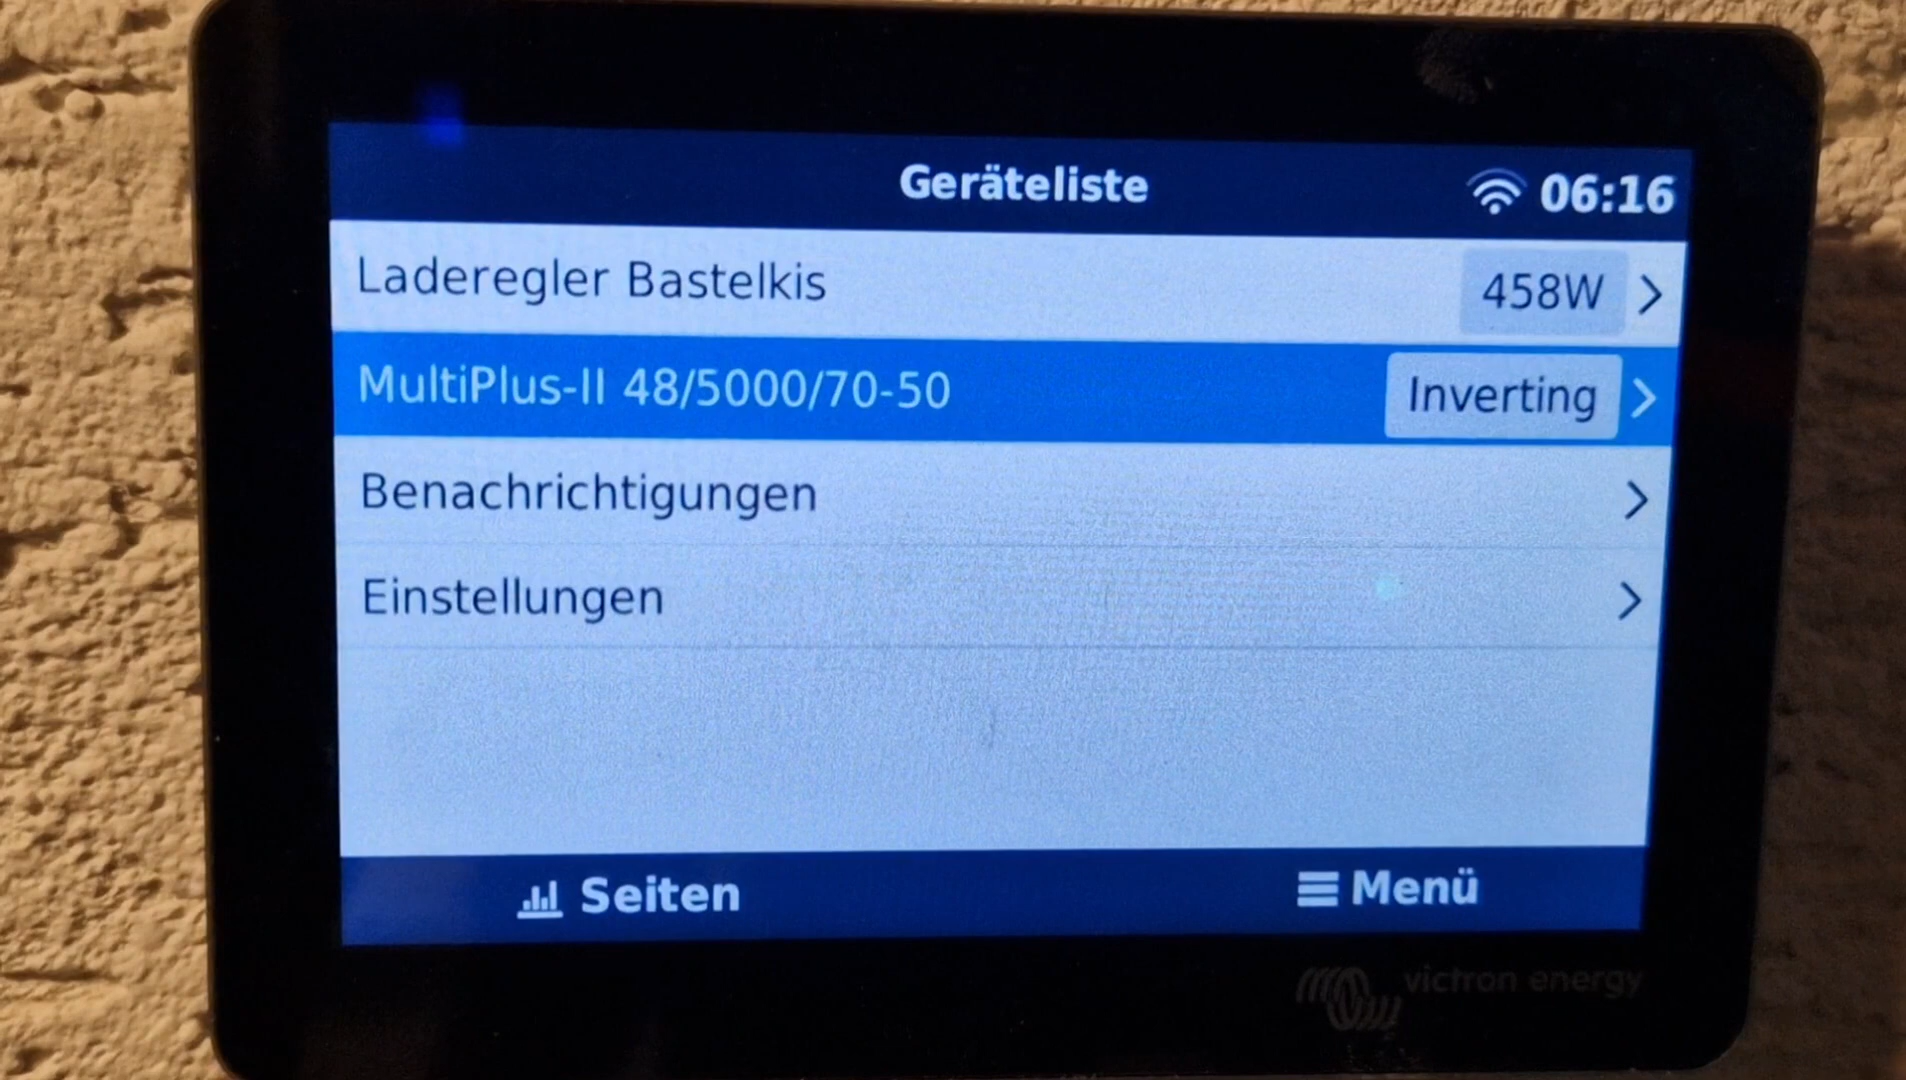 Geräteliste
06:16
Laderegler Bastelkis
458W
MultiPlus-II 48/5000/70-50
Inverting
Benachrichtigungen
Einstellungen
Seiten
Menü
victron energy